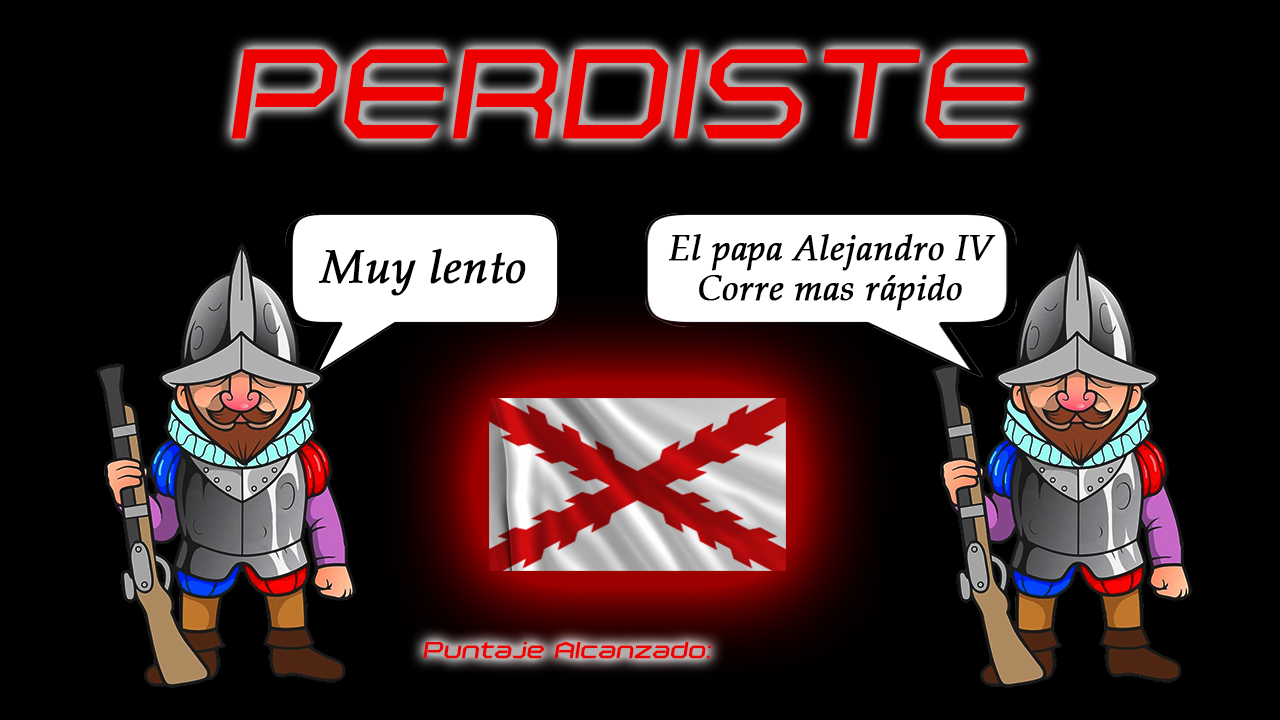 PERDISTE
Muy lento
El papa Alejandro IV
Corre mas rápido
Puntaje Alcanzado: